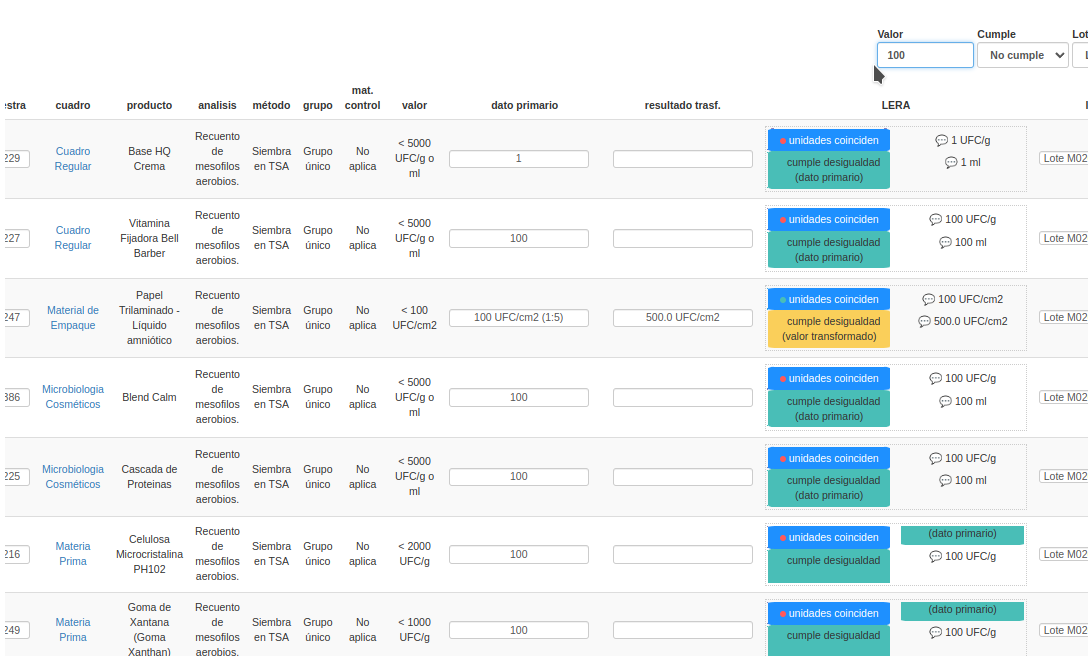 Valor Cumple Lot
100 No cumple L
estra cuadro producto analisis método grupo mat. control valor dato primario resultado trasf. LERA
229 Cuadro Regular Base HQ Crema Recuento de mesofilos aerobios. Siembra en TSA Grupo único No aplica < 5000 UFC/g o ml 1 unidades coinciden cumple desigualdad (dato primario) 1 UFC/g 1 ml Lote M02
227 Cuadro Regular Vitamina Fijadora Bell Barber Recuento de mesofilos aerobios. Siembra en TSA Grupo único No aplica < 5000 UFC/g o ml 100 unidades coinciden cumple desigualdad (dato primario) 100 UFC/g 100 ml Lote M02
247 Material de Empaque Papel Trilaminado - Líquido amniótico Recuento de mesofilos aerobios. Siembra en TSA Grupo único No aplica < 100 UFC/cm2 100 UFC/cm2 (1:5) 500.0 UFC/cm2 unidades coinciden cumple desigualdad (valor transformado) 100 UFC/cm2 500.0 UFC/cm2 Lote M02
386 Microbiologia Cosméticos Blend Calm Recuento de mesofilos aerobios. Siembra en TSA Grupo único No aplica < 5000 UFC/g o ml 100 unidades coinciden cumple desigualdad (dato primario) 100 UFC/g 100 ml Lote M02
225 Microbiologia Cosméticos Cascada de Proteinas Recuento de mesofilos aerobios. Siembra en TSA Grupo único No aplica < 5000 UFC/g o ml 100 unidades coinciden cumple desigualdad (dato primario) 100 UFC/g 100 ml Lote M02
216 Materia Prima Celulosa Microcristalina PH102 Recuento de mesofilos aerobios. Siembra en TSA Grupo único No aplica < 2000 UFC/g 100 unidades coinciden cumple desigualdad (dato primario) 100 UFC/g Lote M02
249 Materia Prima Goma de Xantana (Goma Xanthan) Recuento de mesofilos aerobios. Siembra en TSA Grupo único No aplica < 1000 UFC/g 100 unidades coinciden cumple desigualdad (dato primario) 100 UFC/g Lote M02